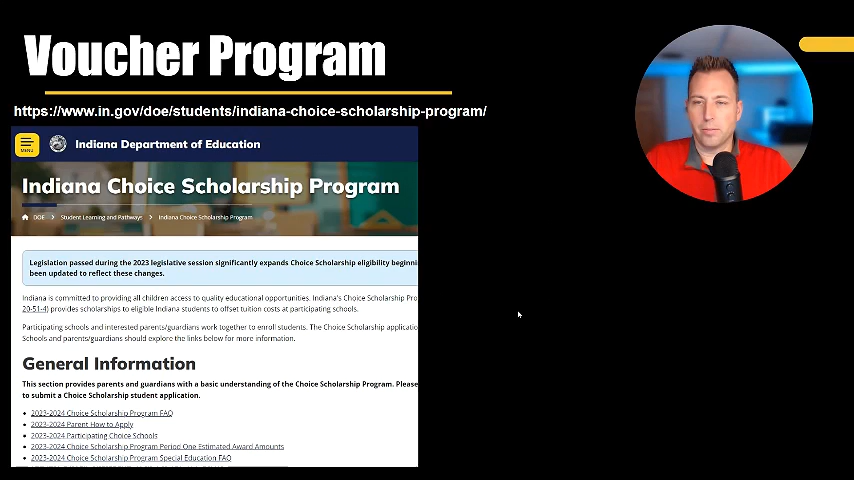 Voucher Program
https://www.in.gov/doe/students/indiana-choice-scholarship-program/
MENU
Indiana Department of Education
Indiana Choice Scholarship Program
DOE > Student Learning and Pathways > Indiana Choice Scholarship Program
Legislation passed during the 2023 legislative session significantly expands Choice Scholarship eligibility beginni
been updated to reflect these changes.
Indiana is committed to providing all children access to quality educational opportunities. Indiana's Choice Scholarship Pro
20-51-4) provides scholarships to eligible Indiana students to offset tuition costs at participating schools.
Participating schools and interested parents/guardians work together to enroll students. The Choice Scholarship applicatio
Schools and parents/guardians should explore the links below for more information.
General Information
This section provides parents and guardians with a basic understanding of the Choice Scholarship Program. Please
to submit a Choice Scholarship student application.
• 2023-2024 Choice Scholarship Program FAQ
• 2023-2024 Parent How to Apply
• 2023-2024 Participating Choice Schools
• 2023-2024 Choice Scholarship Program Period One Estimated Award Amounts
• 2023-2024 Choice Scholarship Program Special Education FAQ